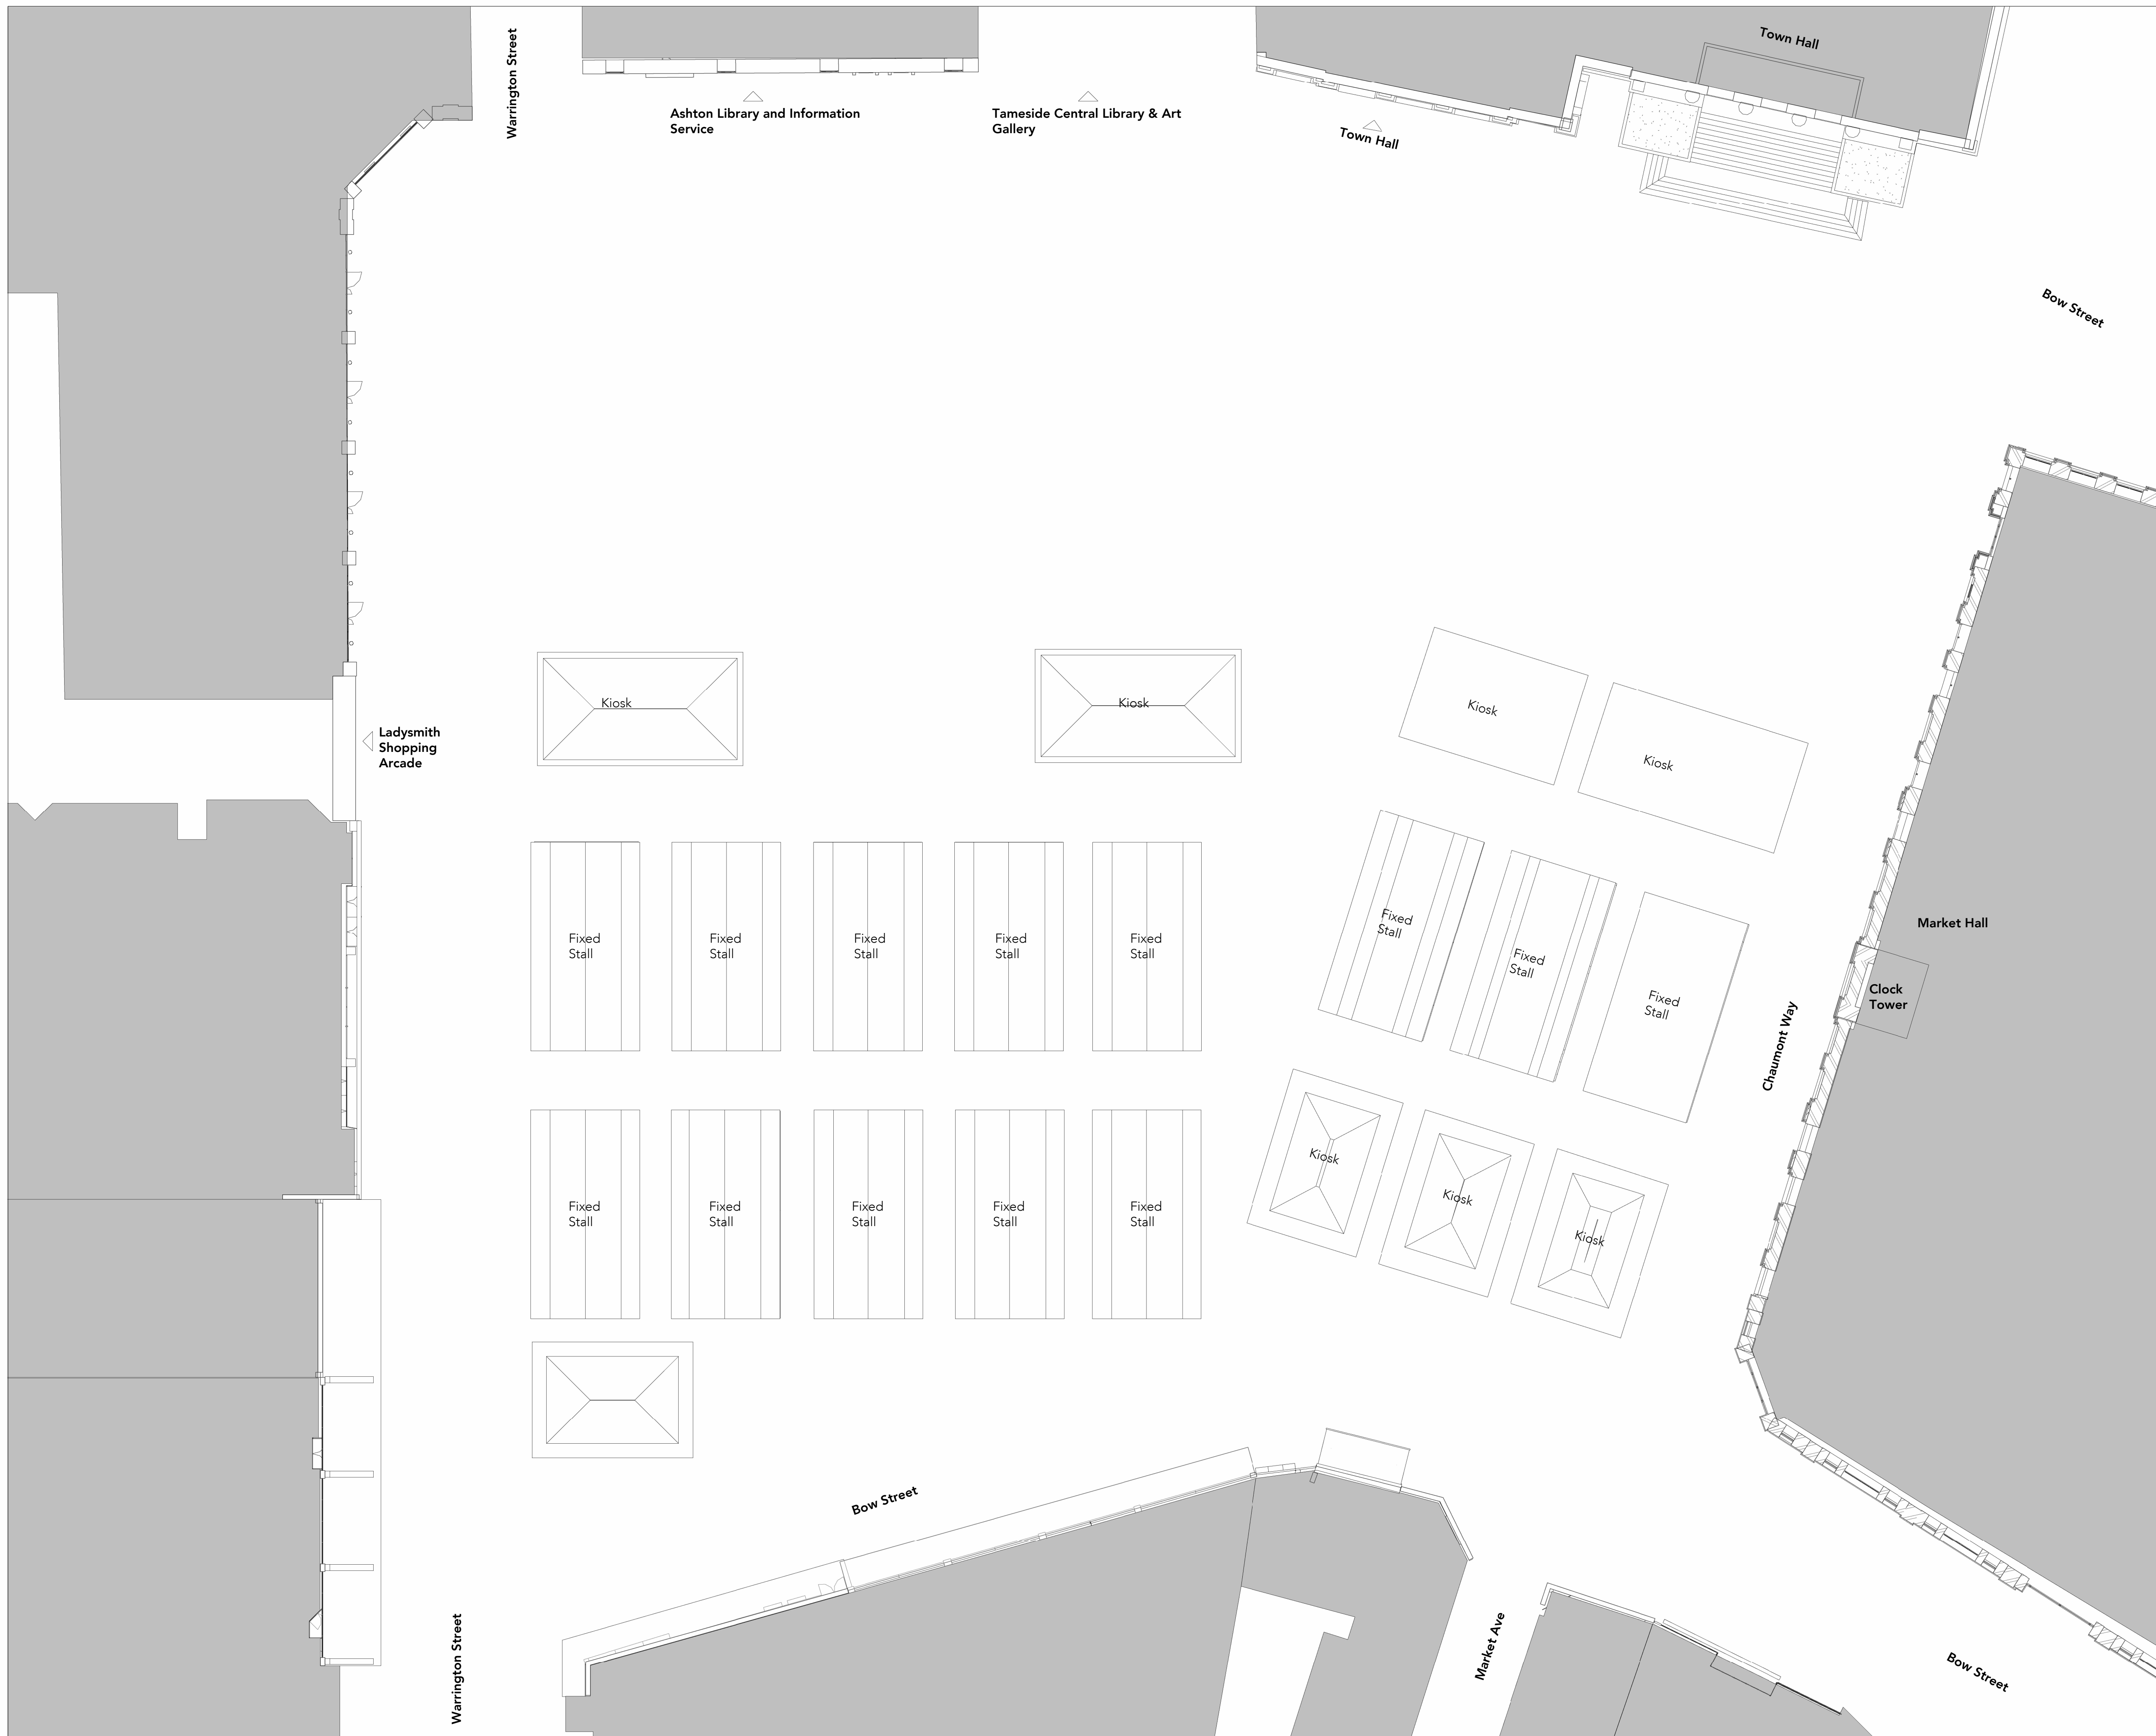 Warrington Street
Town Hall
Ashton Library and Information
Service
Tameside Central Library & Art
Gallery
Town Hall
Bow Street
Kiosk
Kiosk
Kiosk
Kiosk
Ladysmith
Shopping
Arcade
Fixed
Stall
Fixed
Stall
Fixed
Stall
Fixed
Stall
Fixed
Stall
Fixed
Stall
Fixed
Stall
Fixed
Stall
Market Hall
Clock
Tower
Chaumont Way
Kiosk
Kiosk
Kiosk
Fixed
Stall
Fixed
Stall
Fixed
Stall
Fixed
Stall
Fixed
Stall
Bow Street
Warrington Street
Market Ave
Bow Street